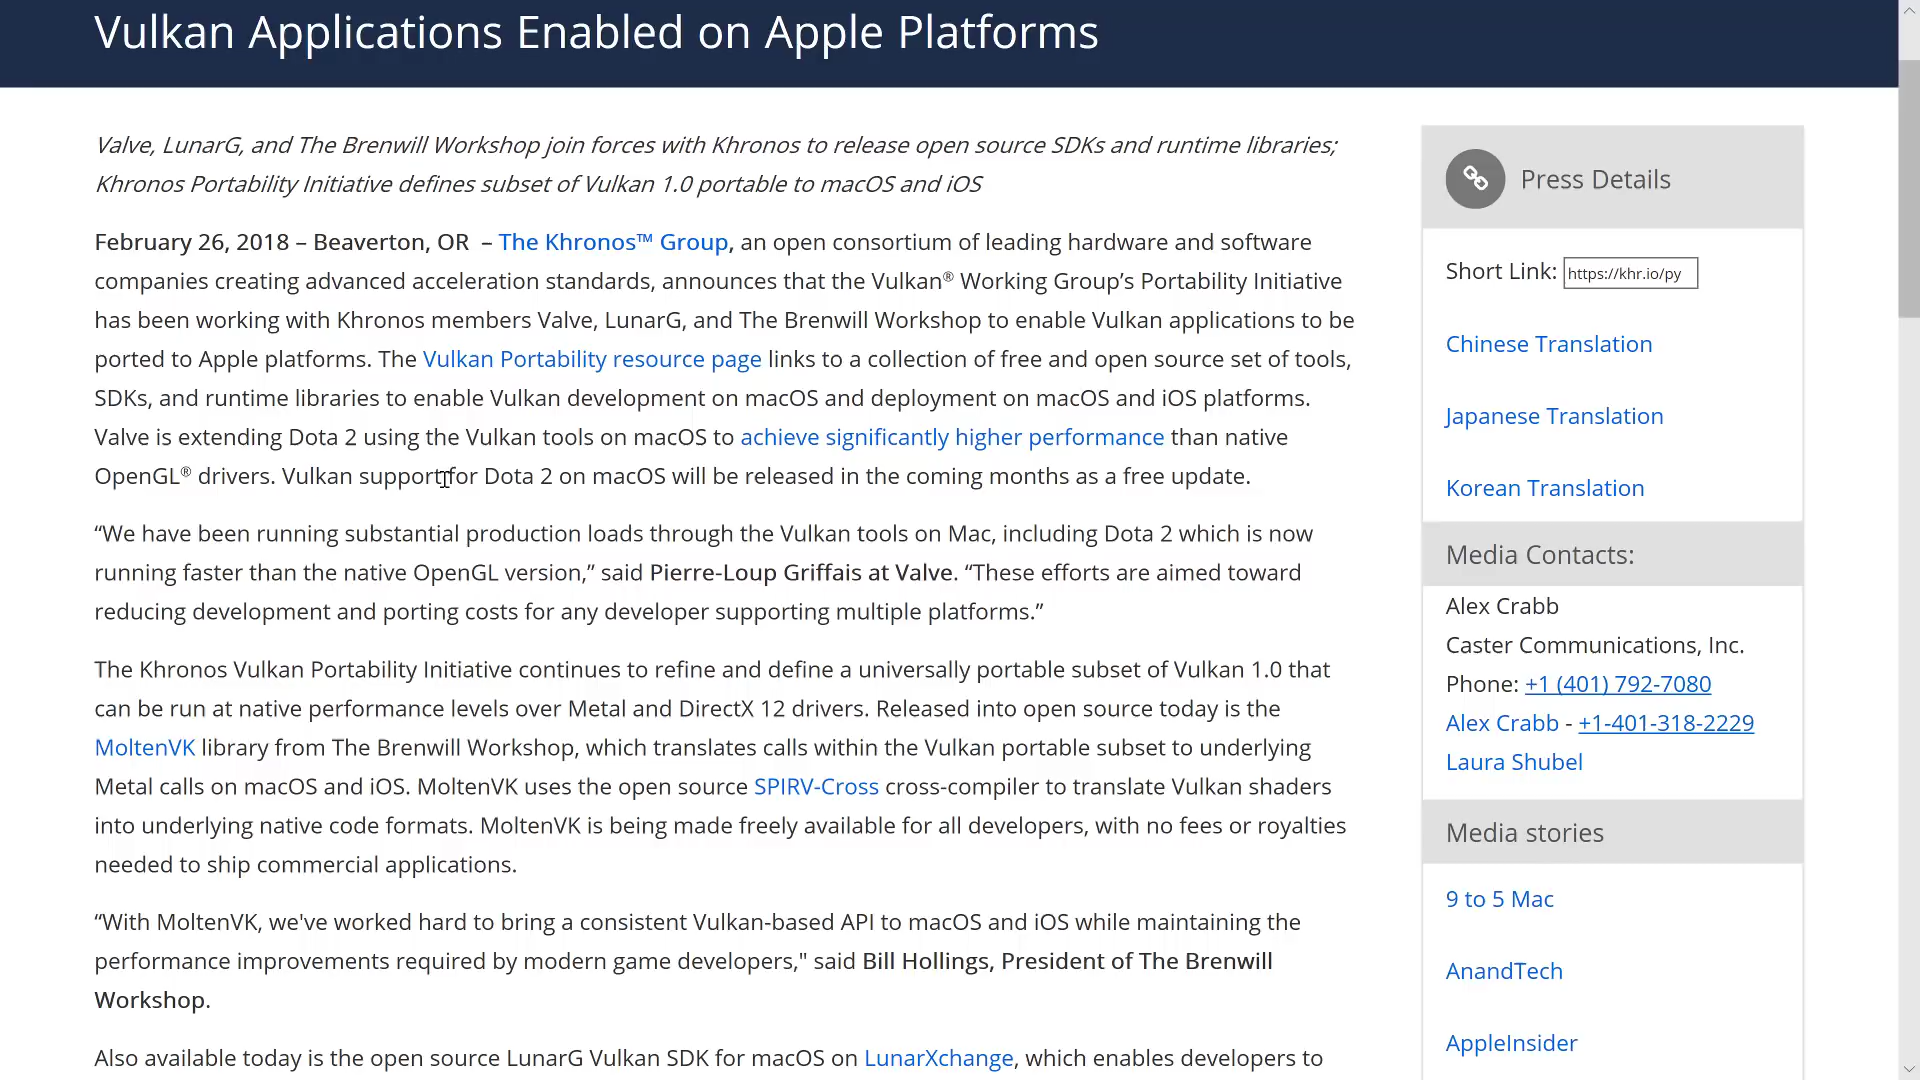 Vulkan Applications Enabled on Apple Platforms
Valve, LunarG, and The Brenwill Workshop join forces with Khronos to release open source SDKs and runtime libraries;
Khronos Portability Initiative defines subset of Vulkan 1.0 portable to macOS and iOS
February 26, 2018 – Beaverton, OR – The Khronos™ Group, an open consortium of leading hardware and software
companies creating advanced acceleration standards, announces that the Vulkan® Working Group’s Portability Initiative
has been working with Khronos members Valve, LunarG, and The Brenwill Workshop to enable Vulkan applications to be
ported to Apple platforms. The Vulkan Portability resource page links to a collection of free and open source set of tools,
SDKs, and runtime libraries to enable Vulkan development on macOS and deployment on macOS and iOS platforms.
Valve is extending Dota 2 using the Vulkan tools on macOS to achieve significantly higher performance than native
OpenGL® drivers. Vulkan support for Dota 2 on macOS will be released in the coming months as a free update.
“We have been running substantial production loads through the Vulkan tools on Mac, including Dota 2 which is now
running faster than the native OpenGL version,” said Pierre-Loup Griffais at Valve. “These efforts are aimed toward
reducing development and porting costs for any developer supporting multiple platforms.”
The Khronos Vulkan Portability Initiative continues to refine and define a universally portable subset of Vulkan 1.0 that
can be run at native performance levels over Metal and DirectX 12 drivers. Released into open source today is the
MoltenVK library from The Brenwill Workshop, which translates calls within the Vulkan portable subset to underlying
Metal calls on macOS and iOS. MoltenVK uses the open source SPIRV-Cross cross-compiler to translate Vulkan shaders
into underlying native code formats. MoltenVK is being made freely available for all developers, with no fees or royalties
needed to ship commercial applications.
“With MoltenVK, we've worked hard to bring a consistent Vulkan-based API to macOS and iOS while maintaining the
performance improvements required by modern game developers," said Bill Hollings, President of The Brenwill
Workshop.
Also available today is the open source LunarG Vulkan SDK for macOS on LunarXchange, which enables developers to
Press Details
Short Link: https://khr.io/py
Chinese Translation
Japanese Translation
Korean Translation
Media Contacts:
Alex Crabb
Caster Communications, Inc.
Phone: +1 (401) 792-7080
Alex Crabb - +1-401-318-2229
Laura Shubel
Media stories
9 to 5 Mac
AnandTech
AppleInsider